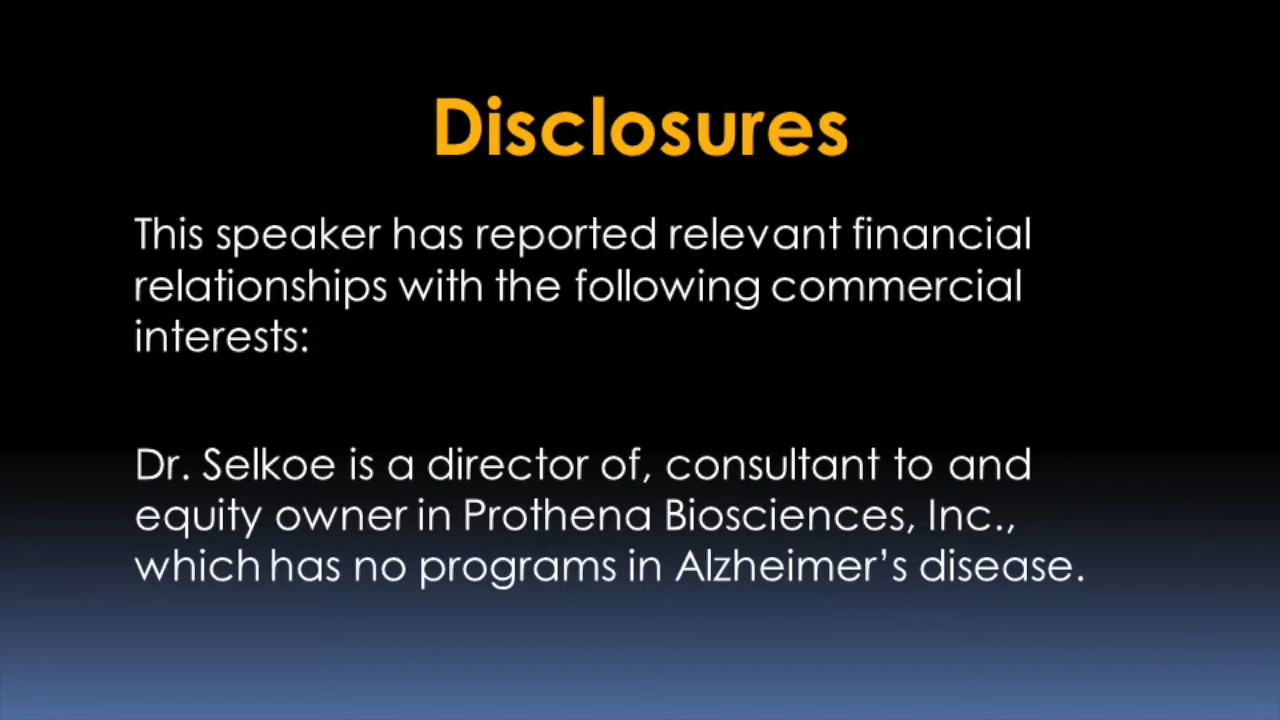 Disclosures
This speaker has reported relevant financial
relationships with the following commercial
interests:
Dr. Selkoe is a director of, consultant to and
equity owner in Prothena Biosciences, Inc.,
which has no programs in Alzheimer’s disease.